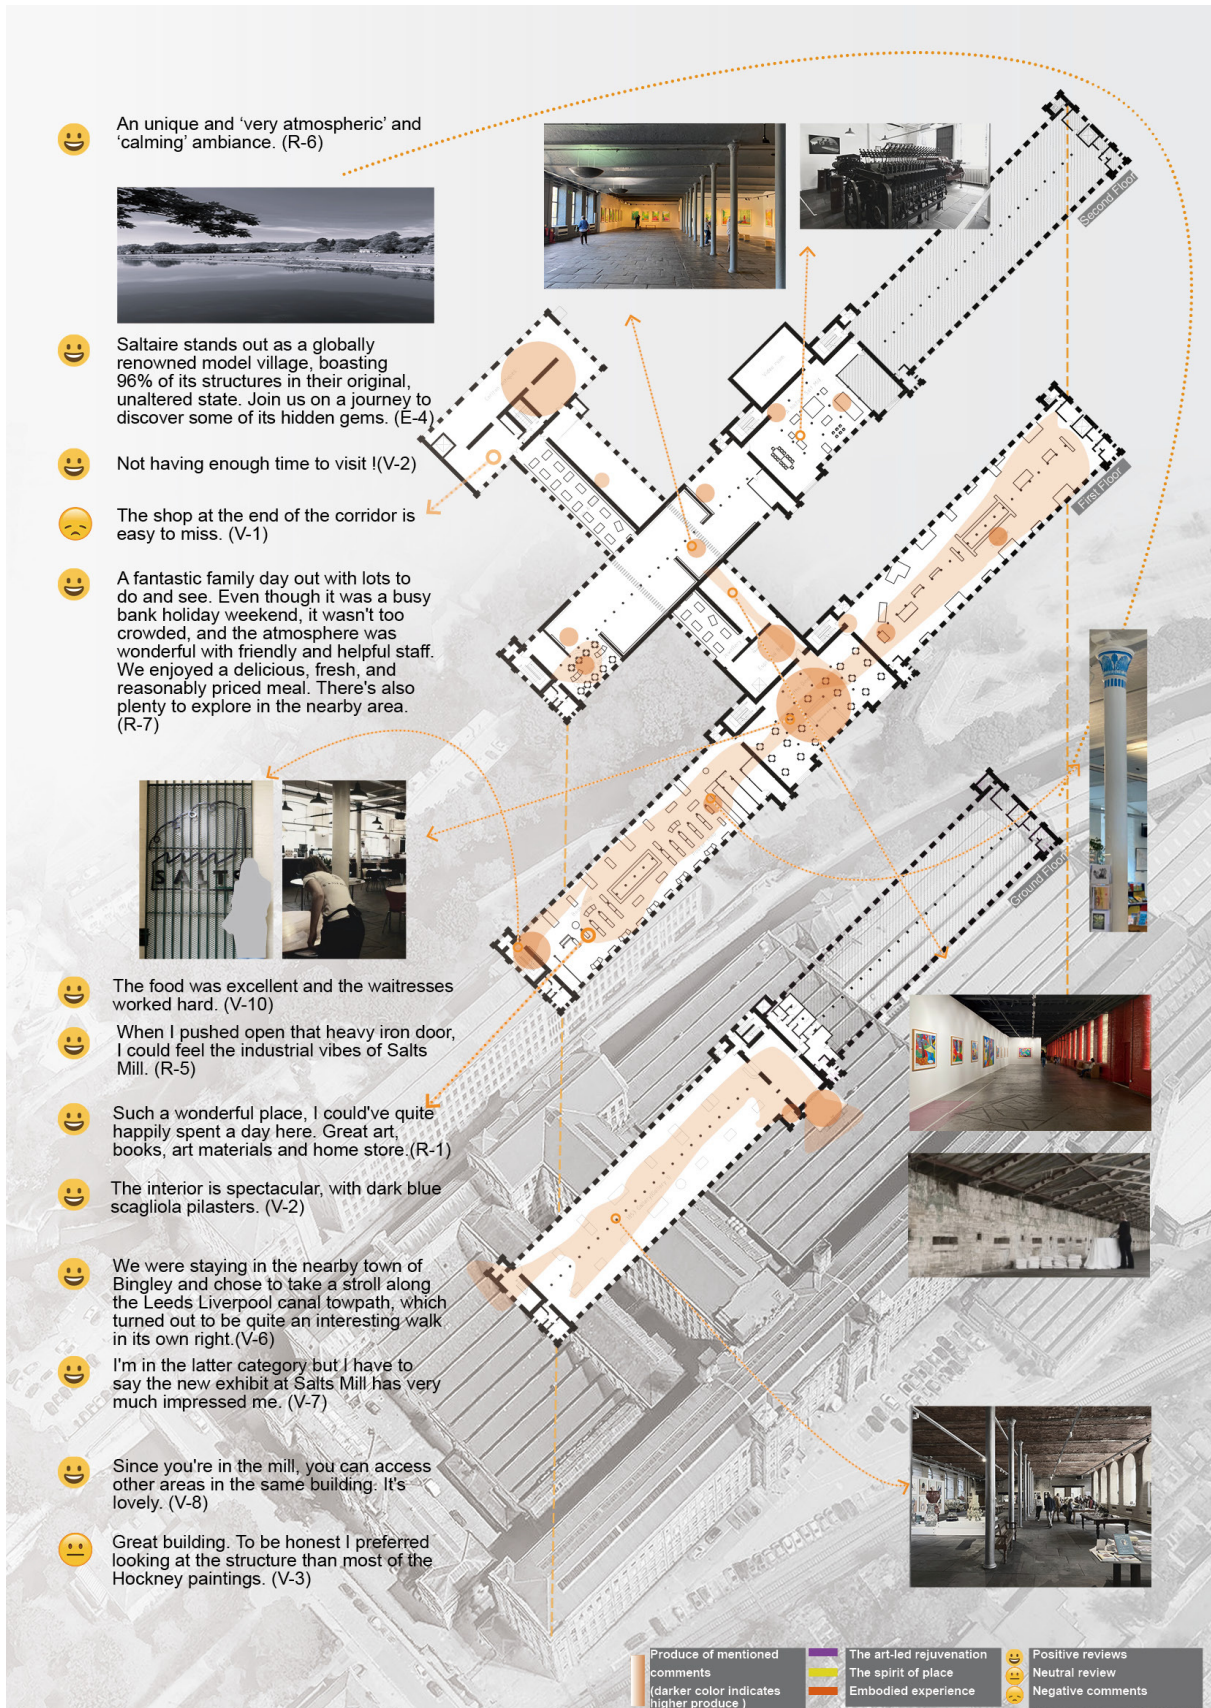 An unique and ‘very atmospheric’ and
‘calming’ ambiance. (R-6)
Saltaire stands out as a globally
renowned model village, boasting
96% of its structures in their original,
unaltered state. Join us on a journey to
discover some of its hidden gems. (E-4)
Not having enough time to visit !(V-2)
The shop at the end of the corridor is
easy to miss. (V-1)
A fantastic family day out with lots to
do and see. Even though it was a busy
bank holiday weekend, it wasn't too
crowded, and the atmosphere was
wonderful with friendly and helpful staff.
We enjoyed a delicious, fresh, and
reasonably priced meal. There's also
plenty to explore in the nearby area.
(R-7)
SALTS
The food was excellent and the waitresses
worked hard. (V-10)
When I pushed open that heavy iron door,
I could feel the industrial vibes of Salts
Mill. (R-5)
Such a wonderful place, I could've quite
happily spent a day here. Great art,
books, art materials and home store.(R-1)
The interior is spectacular, with dark blue
scagliola pilasters. (V-2)
We were staying in the nearby town of
Bingley and chose to take a stroll along
the Leeds Liverpool canal towpath, which
turned out to be quite an interesting walk
in its own right.(V-6)
I'm in the latter category but I have to
say the new exhibit at Salts Mill has very
much impressed me. (V-7)
Since you're in the mill, you can access
other areas in the same building. It's
lovely. (V-8)
Great building. To be honest I preferred
looking at the structure than most of the
Hockney paintings. (V-3)
Second Floor
First Floor
Ground Floor
Produce of mentioned
comments
(darker color indicates
higher produce )
The art-led rejuvenation
The spirit of place
Embodied experience
Positive reviews
Neutral review
Negative comments